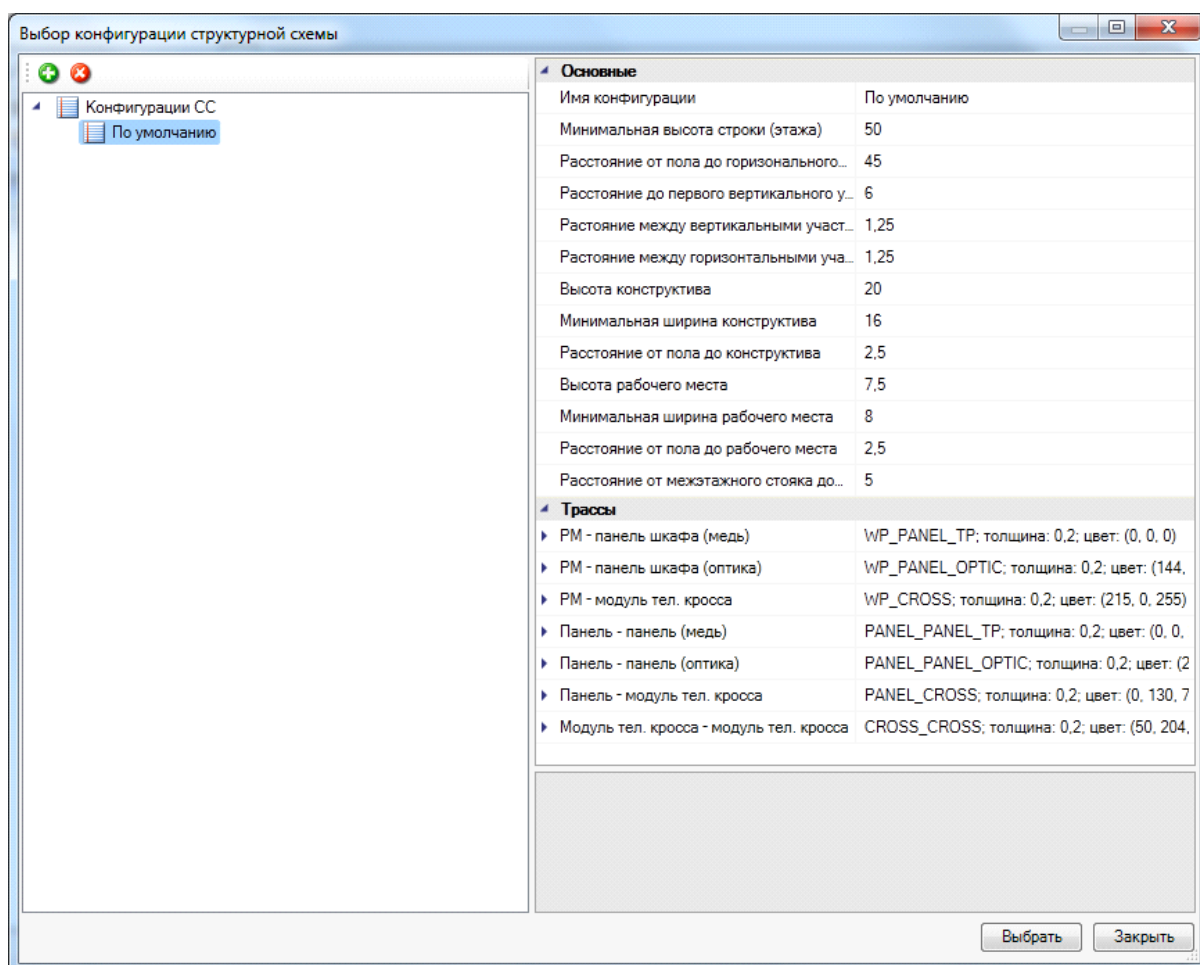 Выбор конфигурации структурной схемы
Конфигурации СС
По умолчанию
Основные
Имя конфигурации По умолчанию
Минимальная высота строки (этажа) 50
Расстояние от пола до горизонального... 45
Расстояние до первого вертикального у... 6
Растояние между вертикальными участ... 1,25
Растояние между горизонтальными уча... 1,25
Высота конструктива 20
Минимальная ширина конструктива 16
Расстояние от пола до конструктива 2,5
Высота рабочего места 7,5
Минимальная ширина рабочего места 8
Расстояние от пола до рабочего места 2,5
Расстояние от межэтажного стояка до... 5
Трассы
РМ - панель шкафа (медь) WP_PANEL_TP; толщина: 0,2; цвет: (0, 0, 0)
РМ - панель шкафа (оптика) WP_PANEL_OPTIC; толщина: 0,2; цвет: (144,
РМ - модуль тел. кросса WP_CROSS; толщина: 0,2; цвет: (215, 0, 255)
Панель - панель (медь) PANEL_PANEL_TP; толщина: 0,2; цвет: (0, 0,
Панель - панель (оптика) PANEL_PANEL_OPTIC; толщина: 0,2; цвет: (2
Панель - модуль тел. кросса PANEL_CROSS; толщина: 0,2; цвет: (0, 130, 7
Модуль тел. кросса - модуль тел. кросса CROSS_CROSS; толщина: 0,2; цвет: (50, 204,
Выбрать Закрыть